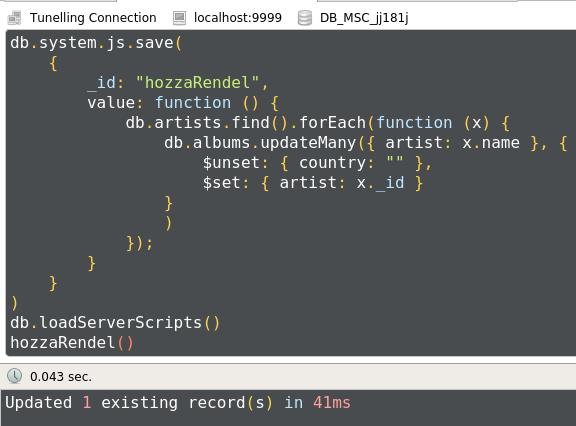 Tunelling Connection localhost:9999 DB_MSC_jj181j
db.system.js.save(
    {
        _id: "hozzaRendel",
        value: function () {
            db.artists.find().forEach(function (x) {
                db.albums.updateMany({ artist: x.name }, {
                    $unset: { country: "" },
                    $set: { artist: x._id }
                }
                )
            });
        }
    }
)
db.loadServerScripts()
hozzaRendel()
0.043 sec.
Updated 1 existing record(s) in 41ms